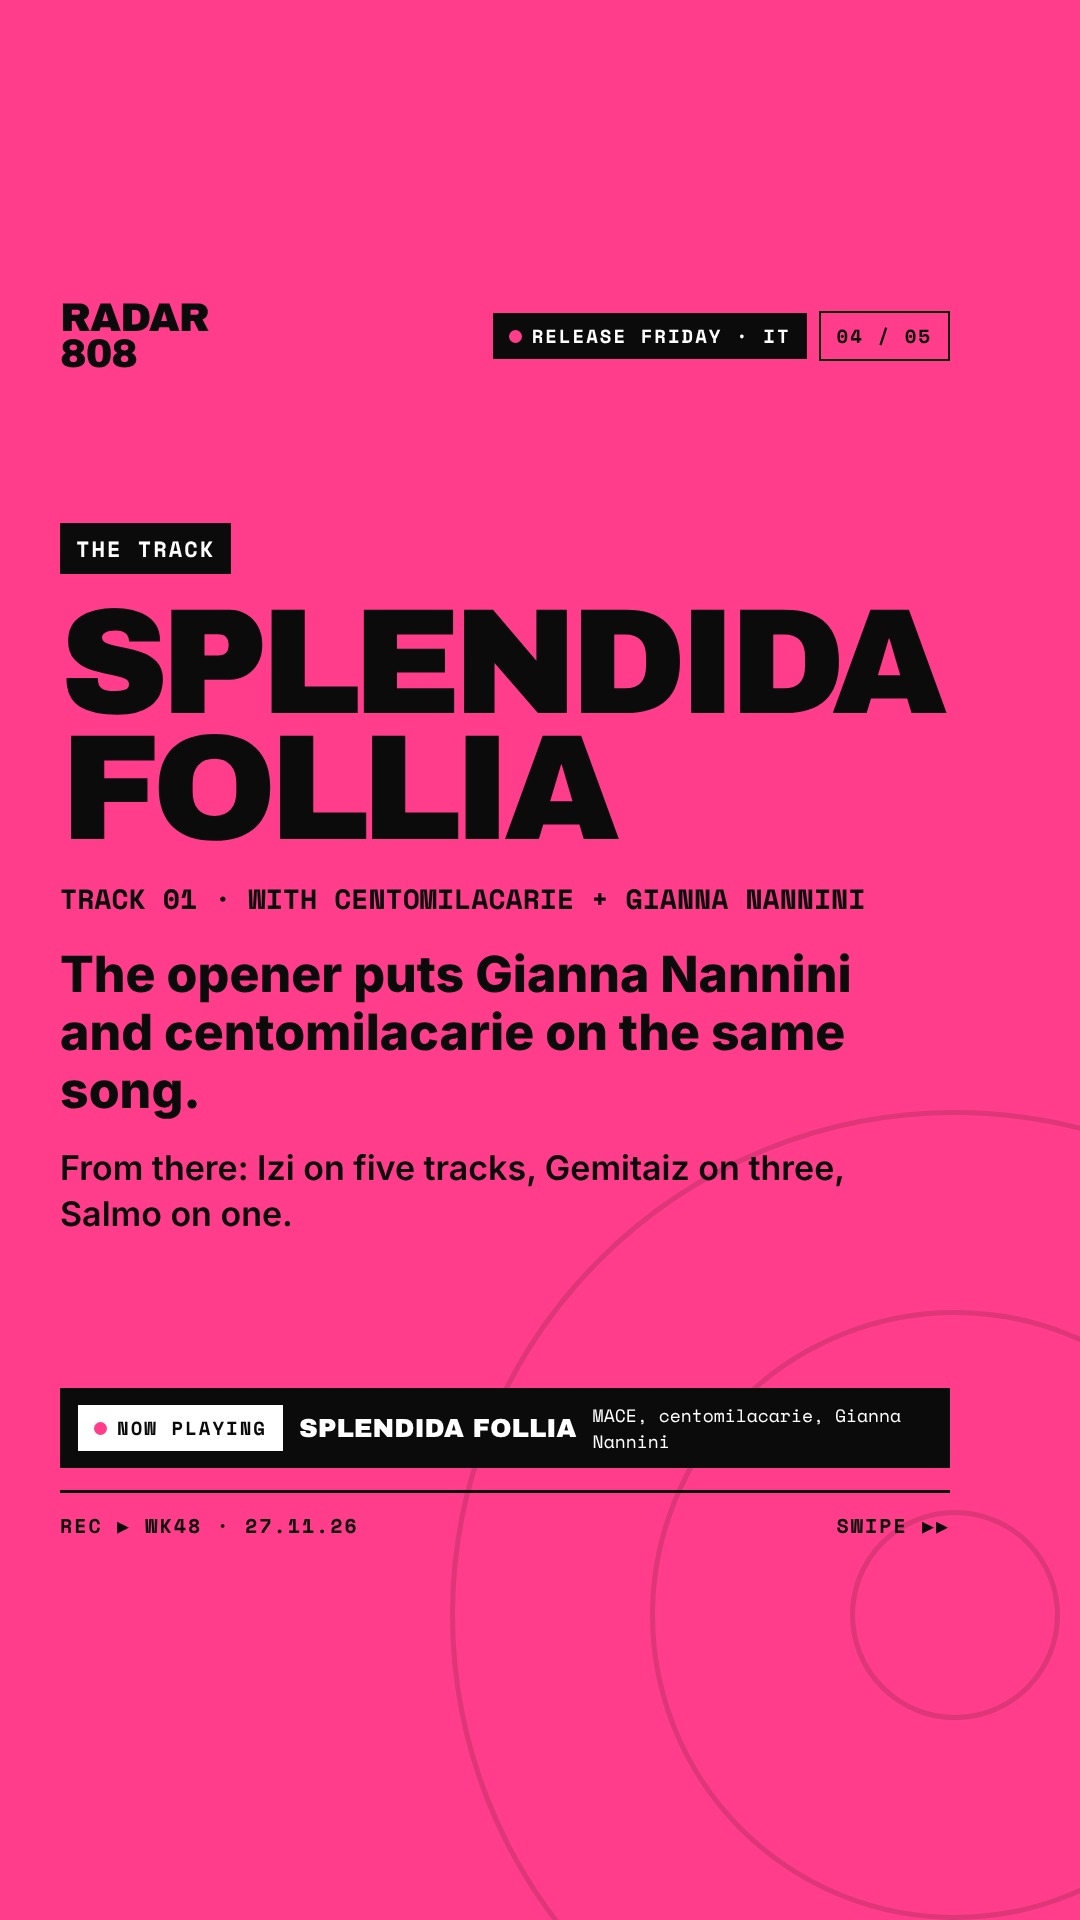 RADAR
808
RELEASE FRIDAY · IT
04 / 05
THE TRACK
SPLENDIDA
FOLLIA
TRACK 01 · WITH CENTOMILACARIE + GIANNA NANNINI
The opener puts Gianna Nannini
and centomilacarie on the same
song.
From there: Izi on five tracks, Gemitaiz on three,
Salmo on one.
NOW PLAYING
SPLENDIDA FOLLIA
MACE, centomilacarie, Gianna
Nannini
REC ▶ WK48 · 27.11.26
SWIPE ▶▶